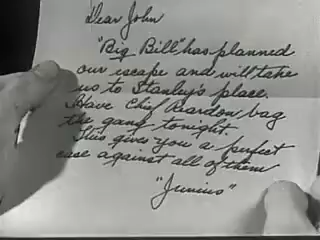 Dear John
"Big Bill" has planned
our escape and will take
us to Stanley's place.
Have Chief Reardon bag
the gang tonight.
This gives you a perfect
case against all of them
"Junius"